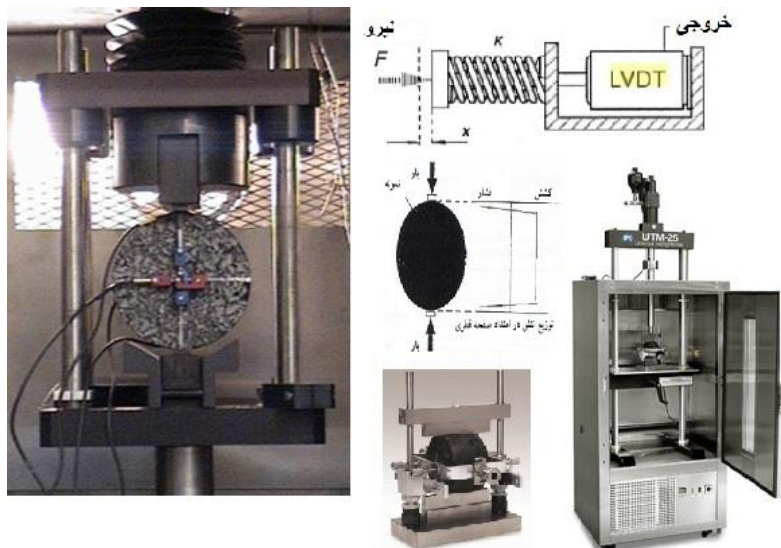 نیرو
خروجی
F
K
LVDT
x
بار
نمونه
فشار
کشش
توزیع تنش در امتداد صفحه قطری
بار
UTM-25